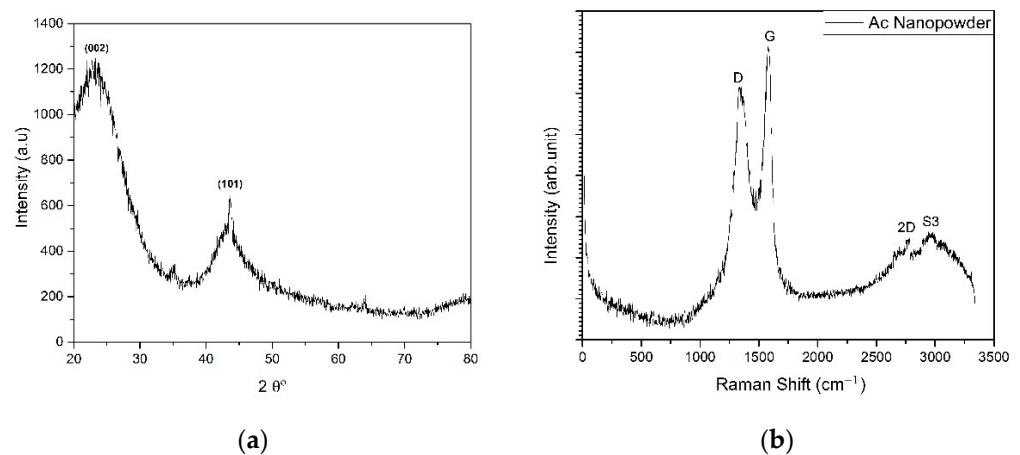 1400
1200
1000
800
600
400
200
0
Intensity (a.u)
(002)
(101)
20 30 40 50 60 70 80
2 θ°
(a)
Ac Nanopowder
Intensity (arb.unit)
D
G
2D
S3
0 500 1000 1500 2000 2500 3000 3500
Raman Shift (cm⁻¹)
(b)